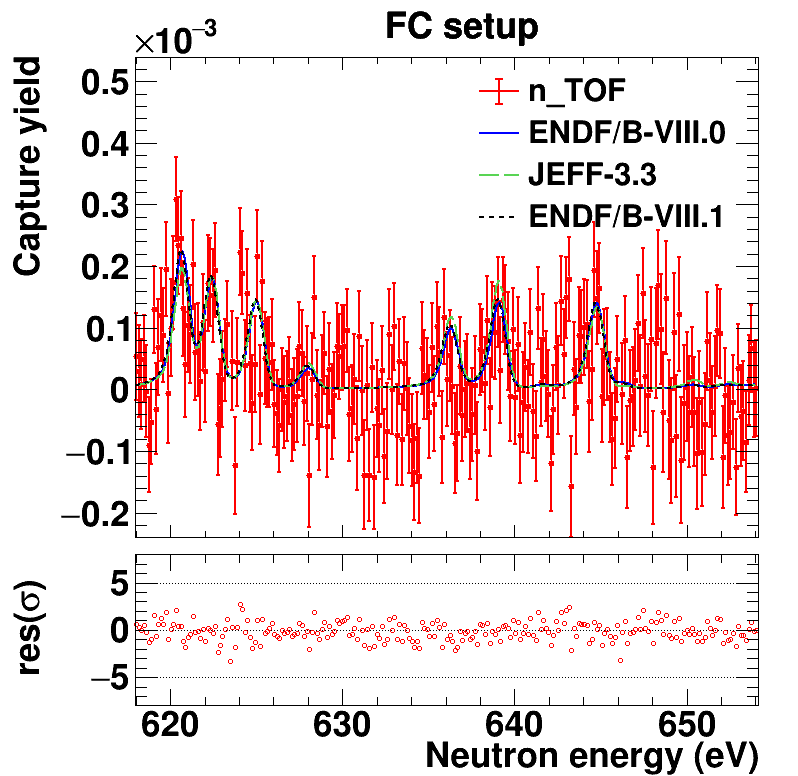 FC setup
×10⁻³
Capture yield
0.5
0.4
0.3
0.2
0.1
0
−0.1
−0.2
n_TOF
ENDF/B-VIII.0
JEFF-3.3
ENDF/B-VIII.1
res(σ)
5
0
−5
620 630 640 650
Neutron energy (eV)